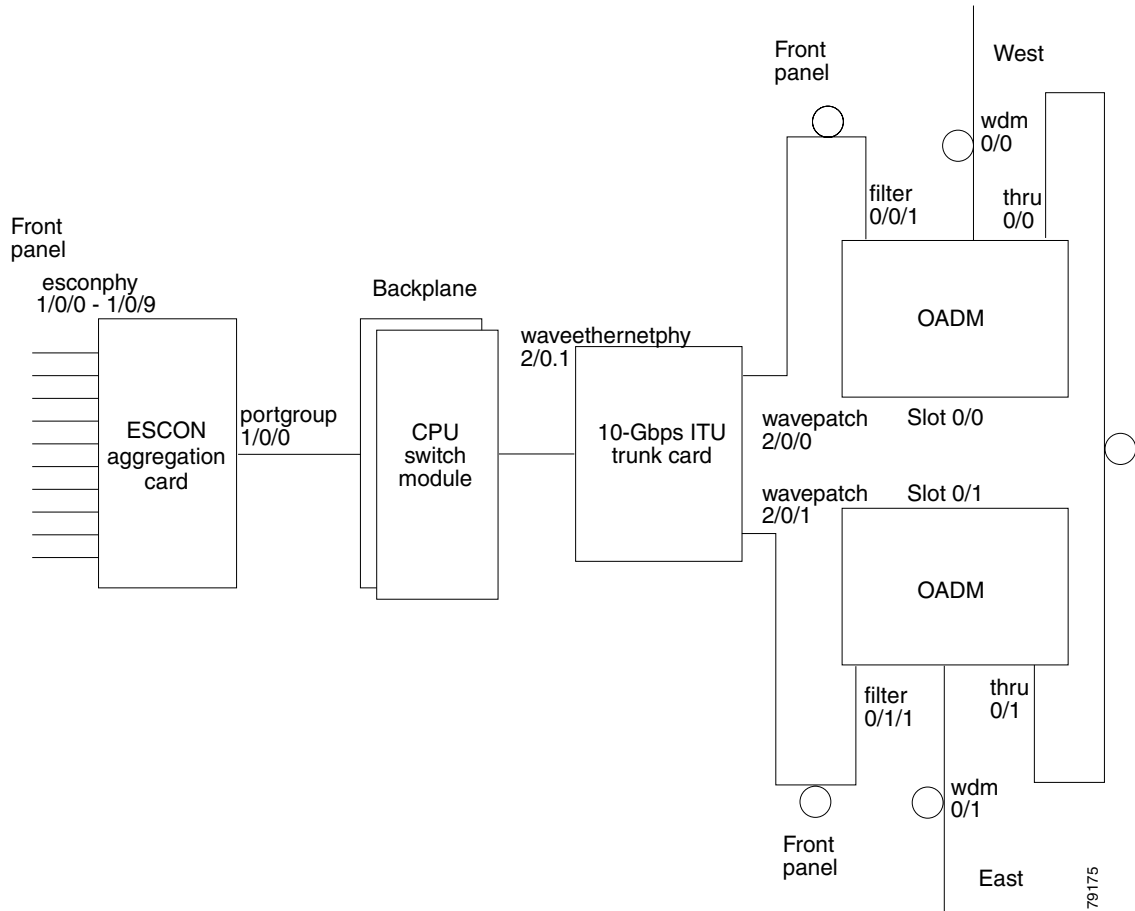 Front
panel
West
wdm
0/0
filter
0/0/1
thru
0/0
Front
panel
esconphy
1/0/0 - 1/0/9
Backplane
OADM
waveethernetphy
2/0.1
portgroup
1/0/0
ESCON
aggregation
card
CPU
switch
module
10-Gbps ITU
trunk card
wavepatch
2/0/0
Slot 0/0
wavepatch
2/0/1
Slot 0/1
OADM
filter
0/1/1
thru
0/1
wdm
0/1
Front
panel
East
79175